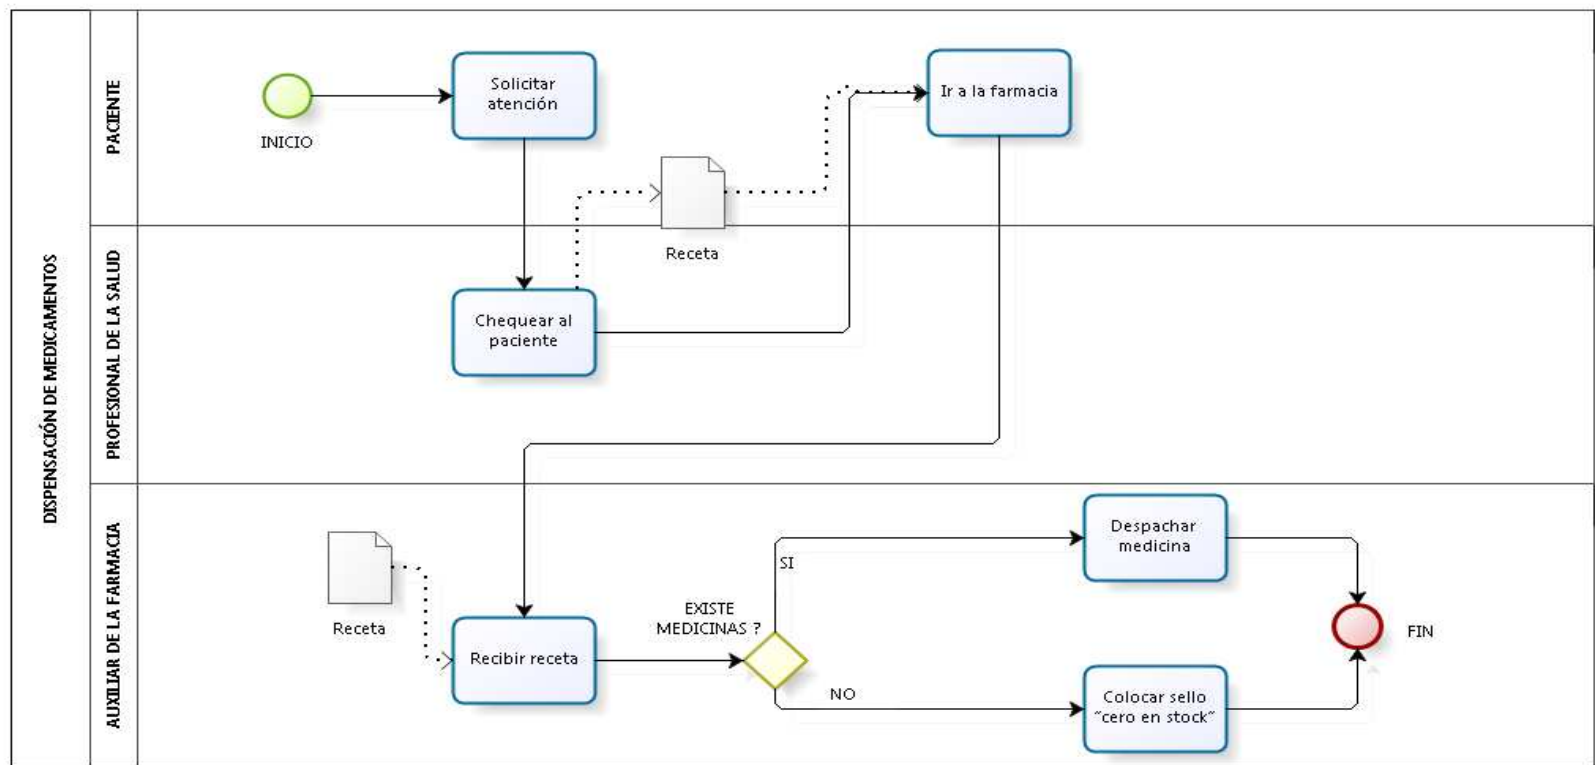 DISPENSACIÓN DE MEDICAMENTOS
PACIENTE
INICIO
Solicitar
atención
Receta
Ir a la farmacia
PROFESIONAL DE LA SALUD
Chequear al
paciente
AUXILIAR DE LA FARMACIA
Receta
Recibir receta
EXISTE
MEDICINAS ?
SI
NO
Despachar
medicina
Colocar sello
"cero en stock"
FIN